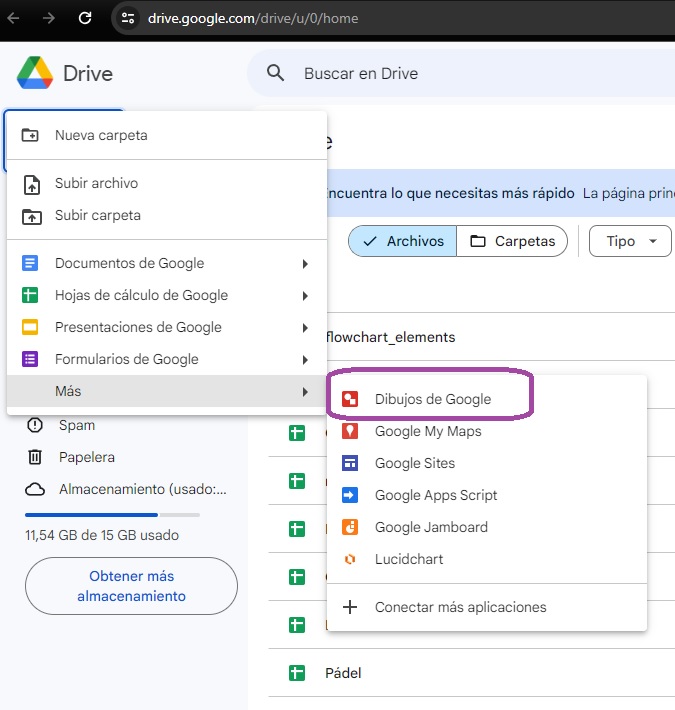 drive.google.com/drive/u/0/home
Drive
Buscar en Drive
Nueva carpeta
Subir archivo
Subir carpeta
Documentos de Google
Hojas de cálculo de Google
Presentaciones de Google
Formularios de Google
Más
Spam
Papelera
Almacenamiento (usado:...
11,54 GB de 15 GB usado
Obtener más
almacenamiento
Encuentra lo que necesitas más rápido La página
Archivos
Carpetas
Tipo
flowchart_elements
Dibujos de Google
Google My Maps
Google Sites
Google Apps Script
Google Jamboard
Lucidchart
Conectar más aplicaciones
Pádel